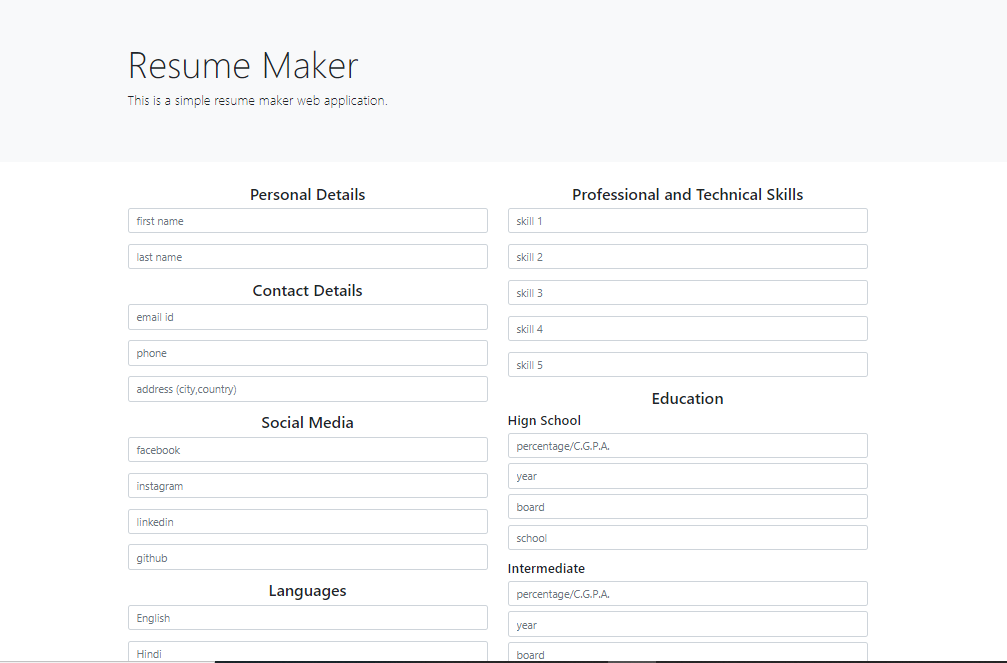 Resume Maker
This is a simple resume maker web application.
Personal Details
first name
last name
Contact Details
email id
phone
address (city,country)
Social Media
facebook
instagram
linkedin
github
Languages
English
Hindi
Professional and Technical Skills
skill 1
skill 2
skill 3
skill 4
skill 5
Education
Hign School
percentage/C.G.P.A.
year
board
school
Intermediate
percentage/C.G.P.A.
year
board